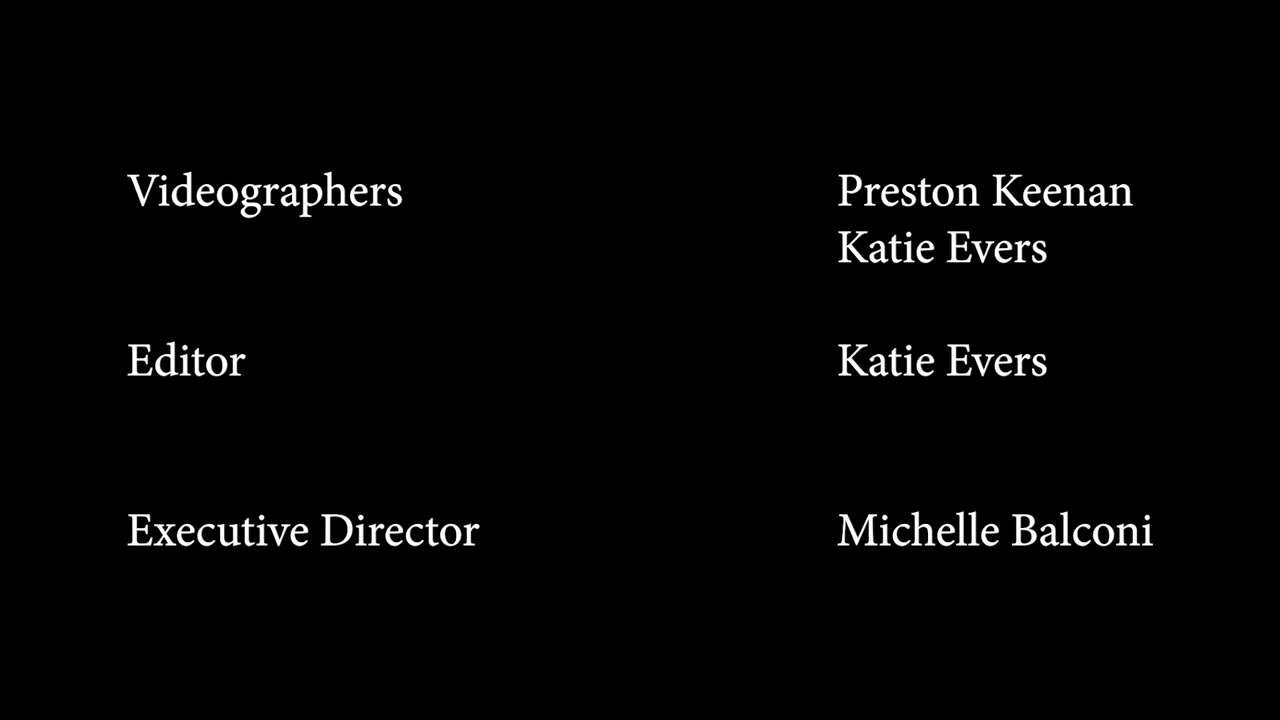 Videographers Preston Keenan
Katie Evers
Editor Katie Evers
Executive Director Michelle Balconi